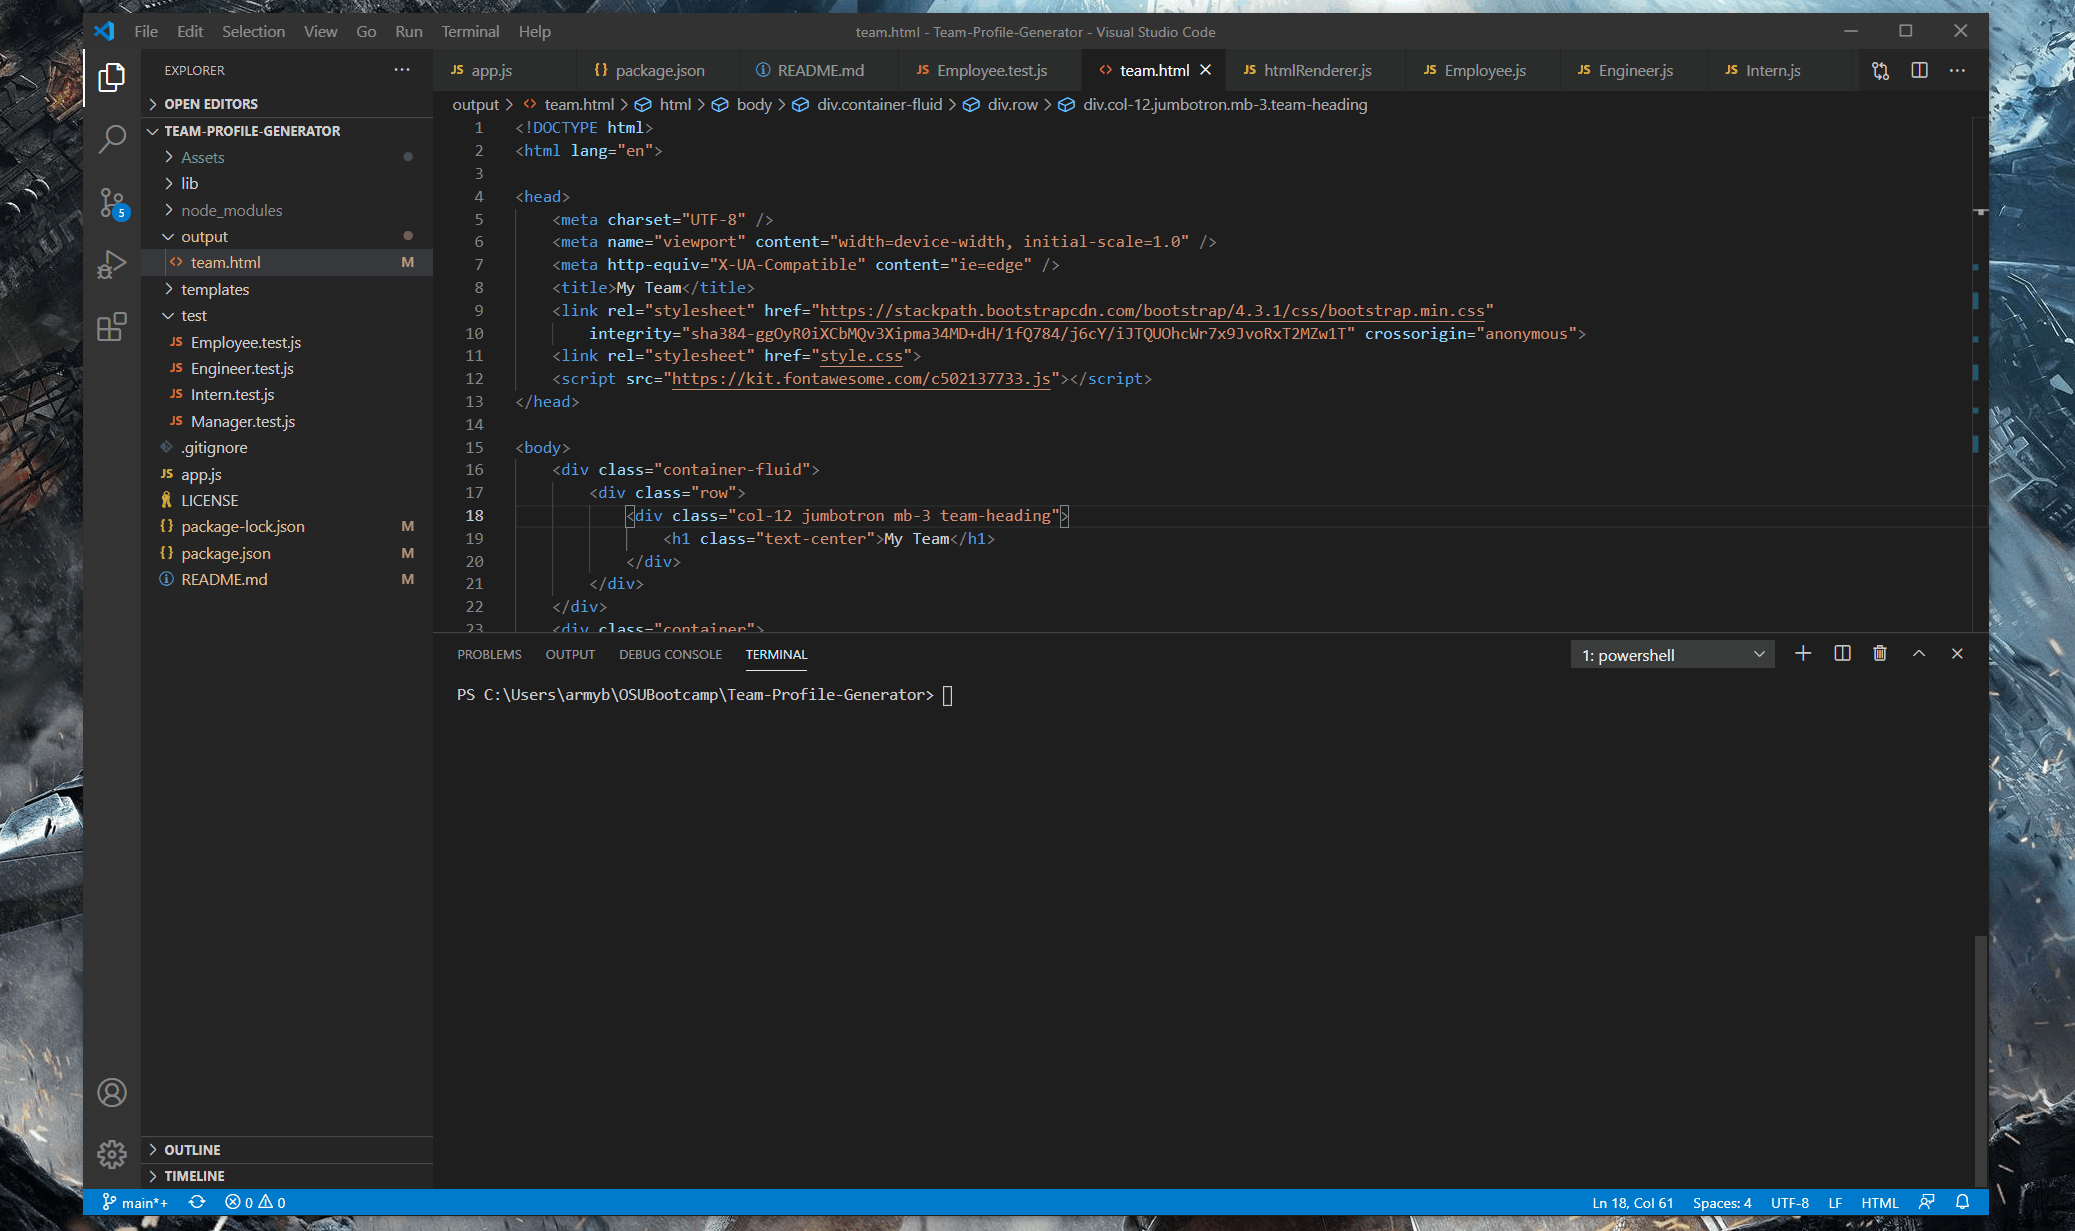 File Edit Selection View Go Run Terminal Help
team.html - Team-Profile-Generator - Visual Studio Code
EXPLORER
OPEN EDITORS
TEAM-PROFILE-GENERATOR
Assets
lib
node_modules
output
team.html M
templates
test
JS Employee.test.js
JS Engineer.test.js
JS Intern.test.js
JS Manager.test.js
.gitignore
JS app.js
LICENSE
{} package-lock.json M
{} package.json M
README.md M
OUTLINE
TIMELINE
5
JS app.js {} package.json README.md JS Employee.test.js <> team.html JS htmlRenderer.js JS Employee.js JS Engineer.js JS Intern.js
output > <> team.html > html > body > div.container-fluid > div.row > div.col-12.jumbotron.mb-3.team-heading
1 <!DOCTYPE html>
2 <html lang="en">
3
4 <head>
5 <meta charset="UTF-8" />
6 <meta name="viewport" content="width=device-width, initial-scale=1.0" />
7 <meta http-equiv="X-UA-Compatible" content="ie=edge" />
8 <title>My Team</title>
9 <link rel="stylesheet" href="https://stackpath.bootstrapcdn.com/bootstrap/4.3.1/css/bootstrap.min.css"
10 integrity="sha384-ggOyR0iXCbMQv3Xipma34MD+dH/1fQ784/j6cY/iJTQUOhcWr7x9JvoRxT2MZw1T" crossorigin="anonymous">
11 <link rel="stylesheet" href="style.css">
12 <script src="https://kit.fontawesome.com/c502137733.js"></script>
13 </head>
14
15 <body>
16 <div class="container-fluid">
17 <div class="row">
18 <div class="col-12 jumbotron mb-3 team-heading">
19 <h1 class="text-center">My Team</h1>
20 </div>
21 </div>
22 </div>
23 <div class="container">
PROBLEMS OUTPUT DEBUG CONSOLE TERMINAL
1: powershell
PS C:\Users\armyb\OSUBootcamp\Team-Profile-Generator>
main*+ 0 0
Ln 18, Col 61 Spaces: 4 UTF-8 LF HTML